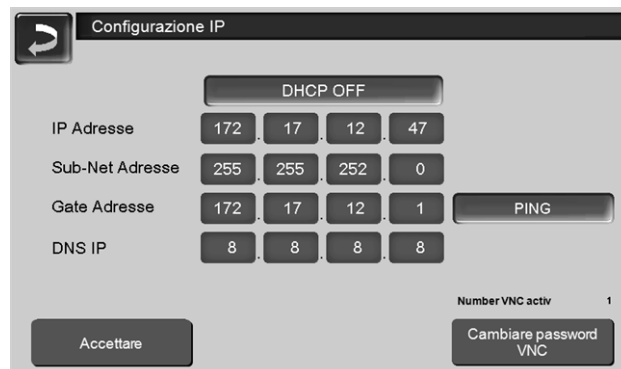 Configurazione IP
DHCP OFF
IP Adresse 172 . 17 . 12 . 47
Sub-Net Adresse 255 . 255 . 252 . 0
Gate Adresse 172 . 17 . 12 . 1 PING
DNS IP 8 . 8 . 8 . 8
Number VNC activ 1
Accettare
Cambiare password
VNC